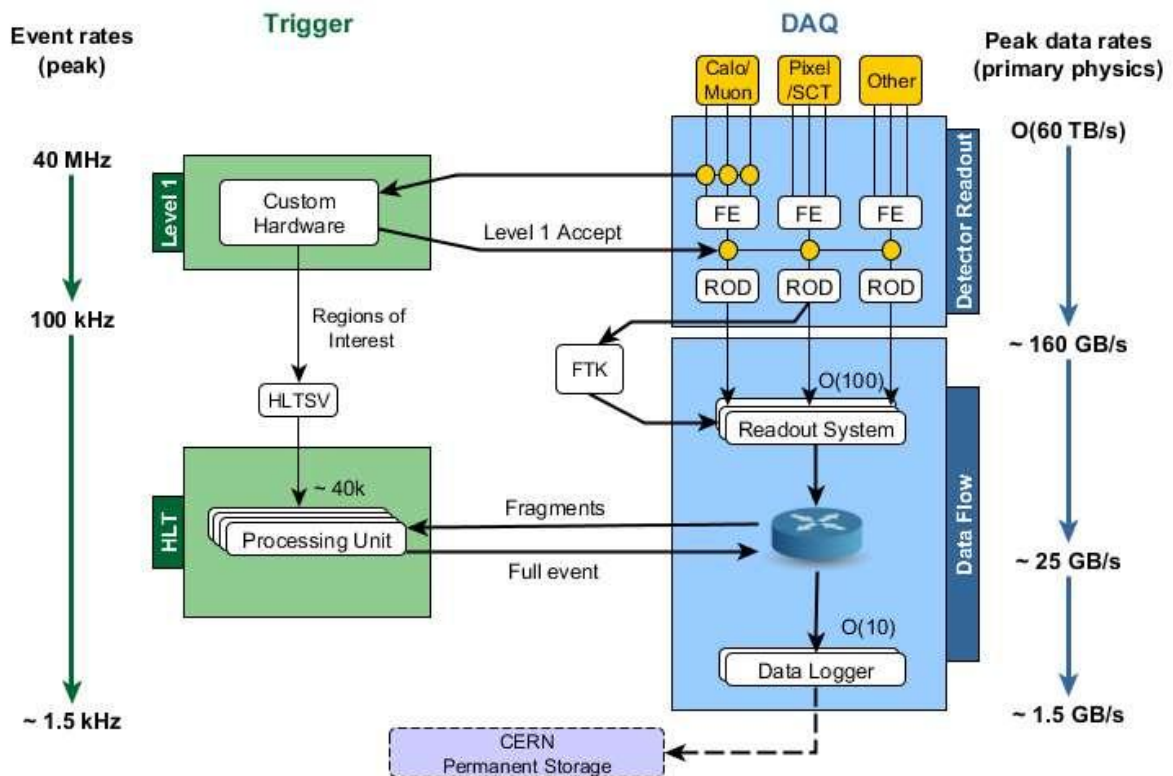 Event rates
(peak)
Trigger
DAQ
Peak data rates
(primary physics)
Calo/
Muon
Pixel
/SCT
Other
O(60 TB/s)
40 MHz
Level 1
Custom
Hardware
FE
FE
FE
Level 1 Accept
ROD
ROD
ROD
Detector Readout
100 kHz
Regions of
Interest
~ 160 GB/s
FTK
O(100)
HLTSV
Readout System
~ 40k
HLT
Processing Unit
Fragments
Full event
Data Flow
~ 25 GB/s
O(10)
Data Logger
~ 1.5 kHz
~ 1.5 GB/s
CERN
Permanent Storage